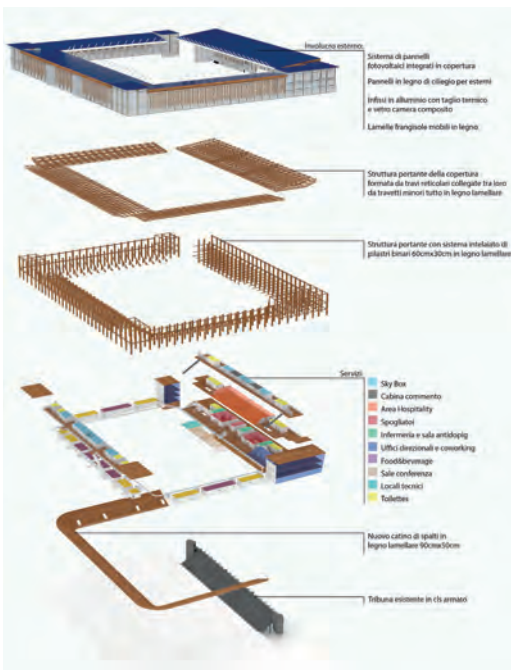 Involucro esterno
Sistema di pannelli
fotovoltaici integrati in copertura
Pannelli in legno di ciliegio per esterni
Infissi in alluminio con taglio termico
e vetro camera composito
Lamelle frangisole mobili in legno
Struttura portante della copertura
formata da travi reticolari collegate tra loro
da travetti minori tutto in legno lamellare
Struttura portante con sistema intelaiato di
pilastri binari 60cmx30cm in legno lamellare
Servizi
Sky Box
Cabina commento
Area Hospitality
Spogliatoi
Infermeria e sala antidopig
Uffici direzionali e coworking
Food&beverage
Sale conferenza
Locali tecnici
Toilettes
Nuovo catino di spalti in
legno lamellare 90cmx50cm
Tribuna esistente in cls armato